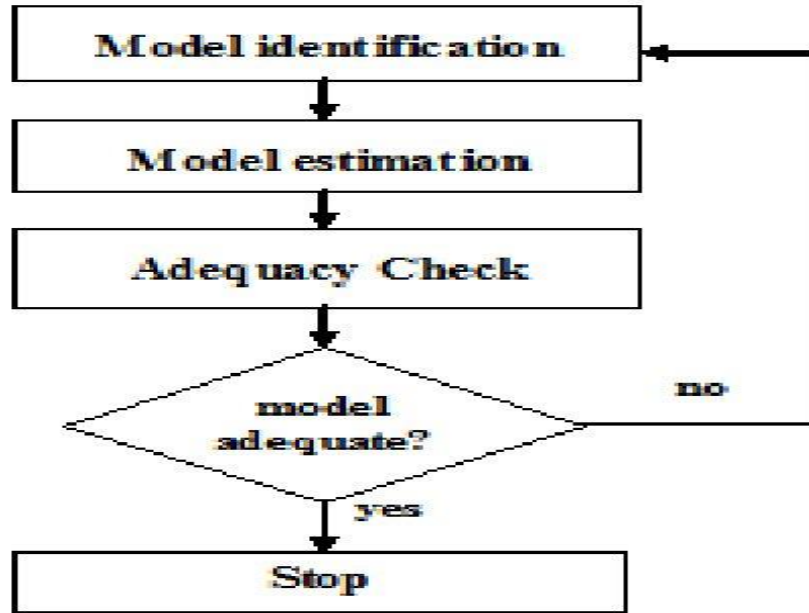 Model identification
Model estimation
Adequacy Check
model
adequate?
no
yes
Stop